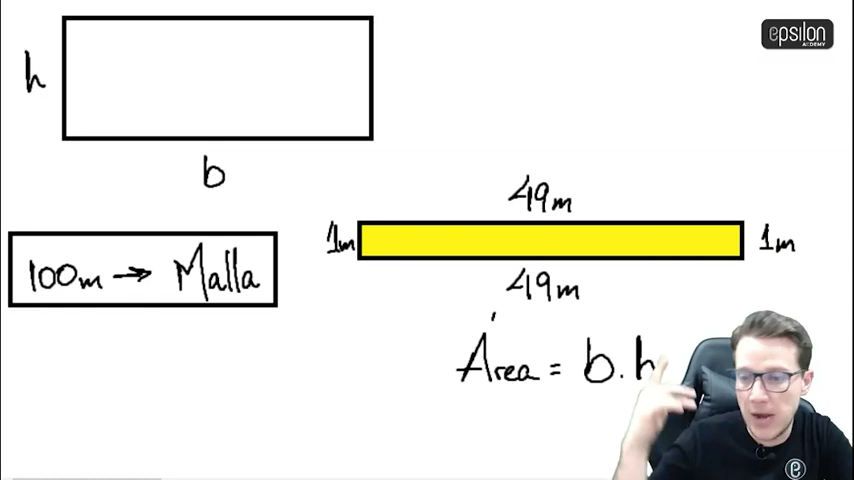 epsilon
ACADEMY
h
b
49m
1m
1m
100m → Malla
49m
Área = b.h
e